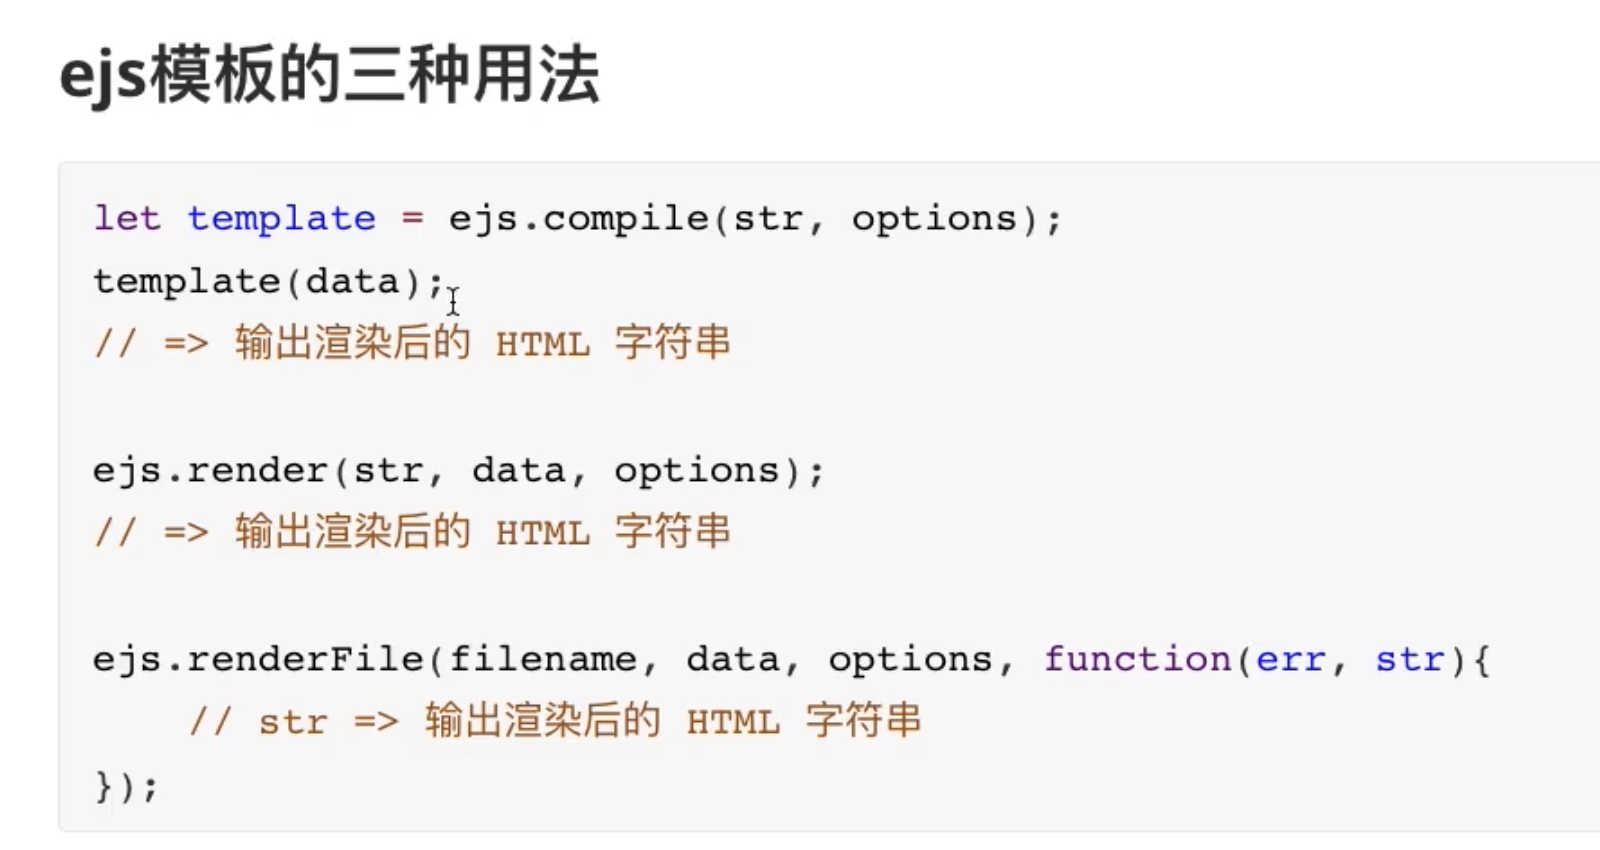 ejs模板的三种用法
let template = ejs.compile(str, options);
template(data);
// => 输出渲染后的 HTML 字符串
ejs.render(str, data, options);
// => 输出渲染后的 HTML 字符串
ejs.renderFile(filename, data, options, function(err, str){
    // str => 输出渲染后的 HTML 字符串
});